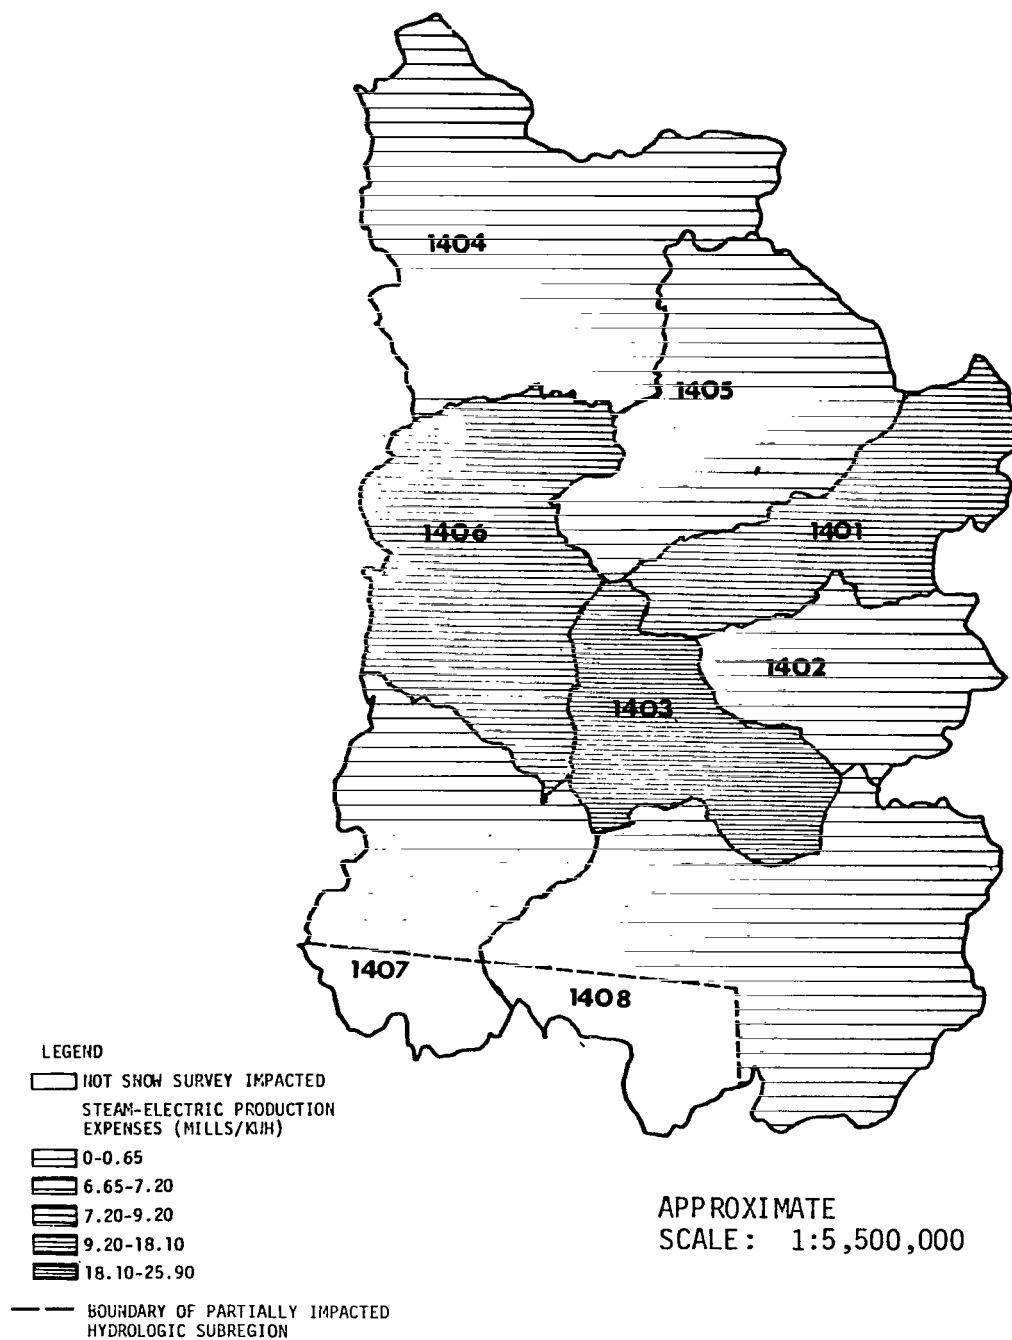 1404
1405
1401
1406
1402
1403
1407
1408
LEGEND
NOT SNOW SURVEY IMPACTED
STEAM-ELECTRIC PRODUCTION
EXPENSES (MILLS/KWH)
0-0.65
6.65-7.20
7.20-9.20
9.20-18.10
18.10-25.90
BOUNDARY OF PARTIALLY IMPACTED
HYDROLOGIC SUBREGION
APPROXIMATE
SCALE: 1:5,500,000